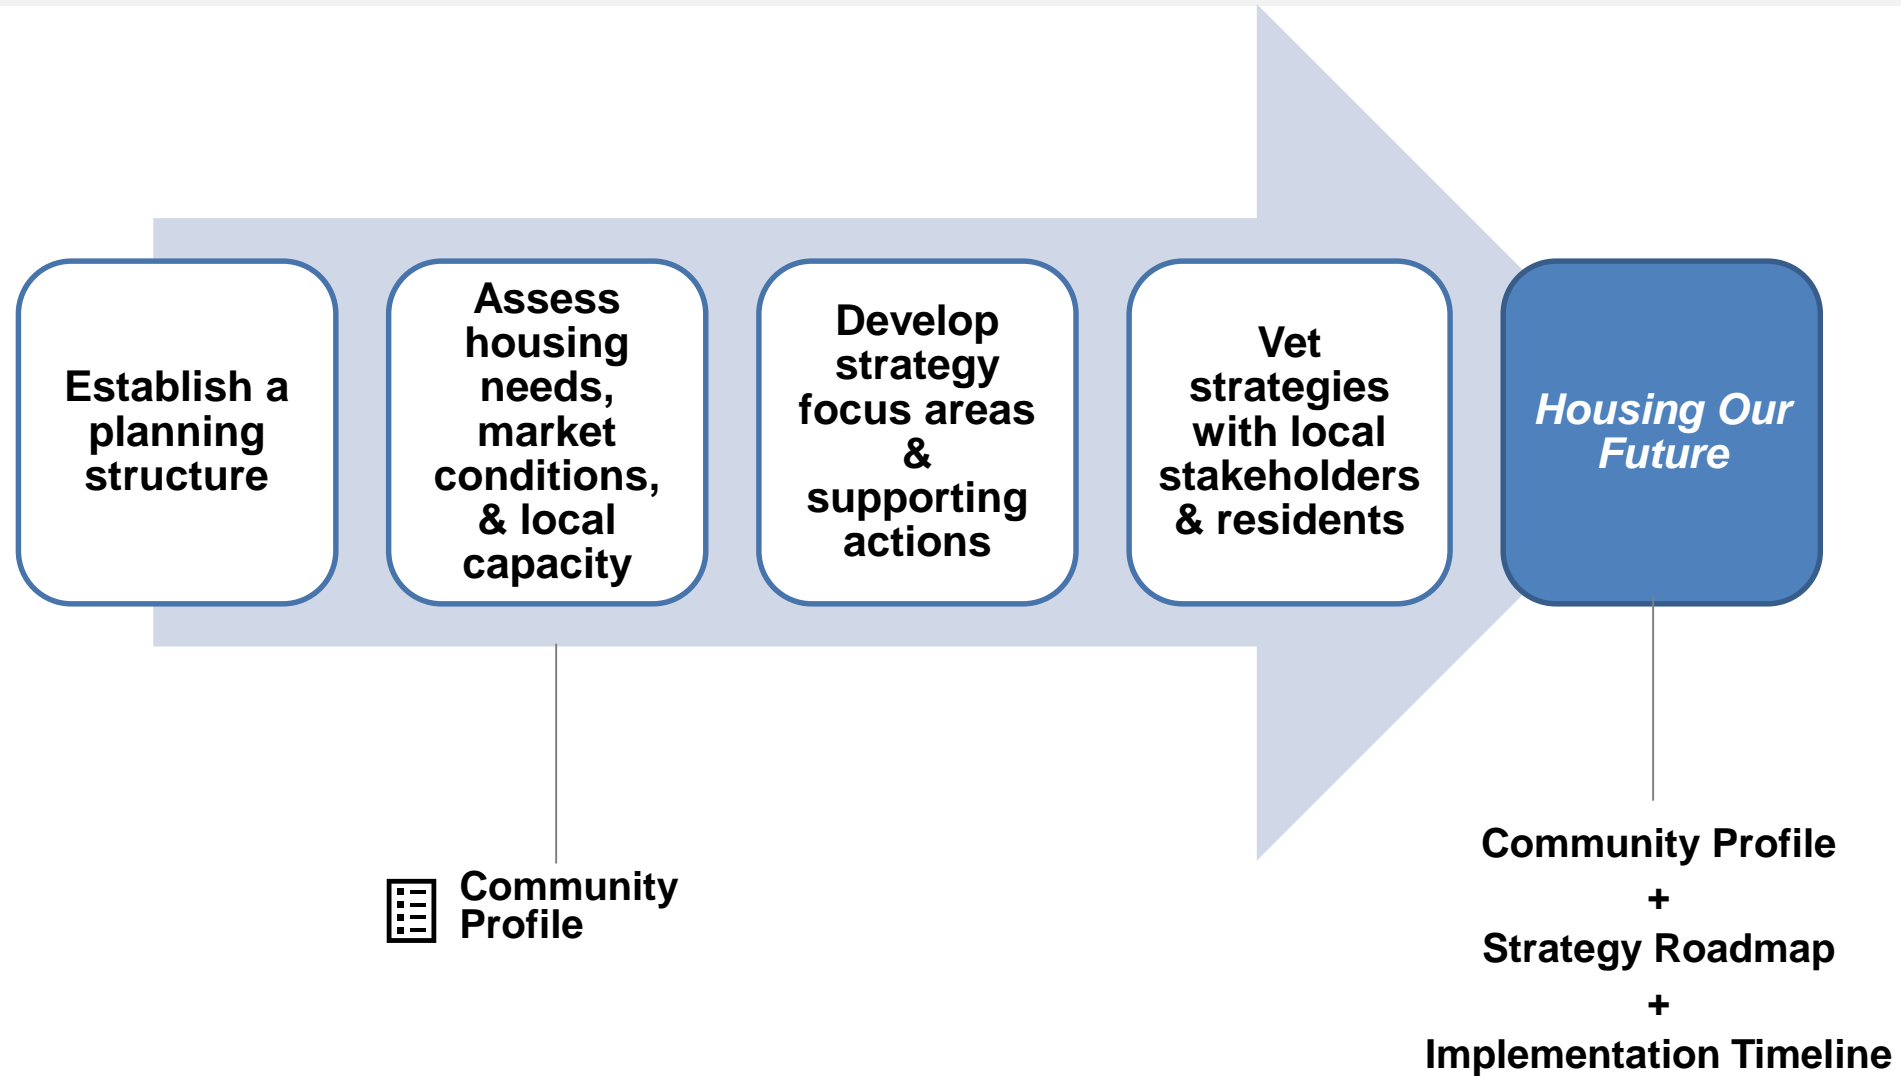 Establish a
planning
structure
Assess
housing
needs,
market
conditions,
& local
capacity
Develop
strategy
focus areas
&
supporting
actions
Vet
strategies
with local
stakeholders
& residents
Housing Our
Future
Community
Profile
Community Profile
+
Strategy Roadmap
+
Implementation Timeline